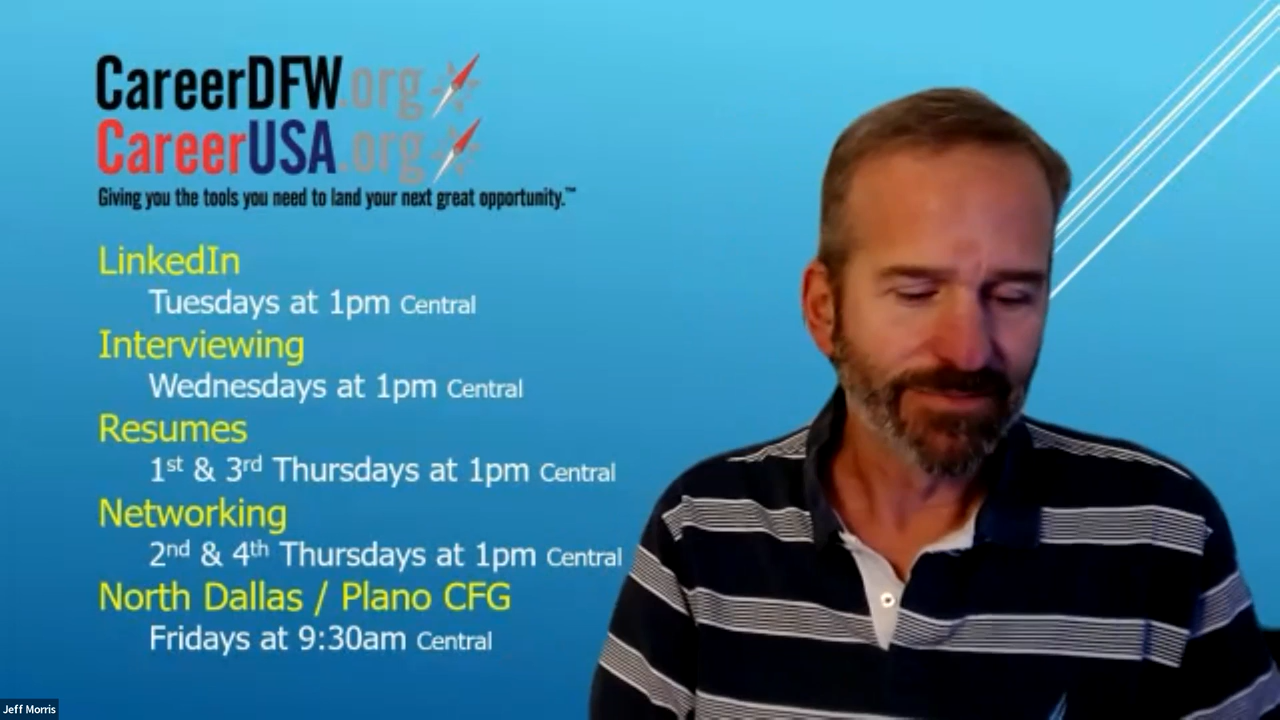 CareerDFW.org
CareerUSA.org
Giving you the tools you need to land your next great opportunity.™
LinkedIn
Tuesdays at 1pm Central
Interviewing
Wednesdays at 1pm Central
Resumes
1st & 3rd Thursdays at 1pm Central
Networking
2nd & 4th Thursdays at 1pm Central
North Dallas / Plano CFG
Fridays at 9:30am Central
Jeff Morris